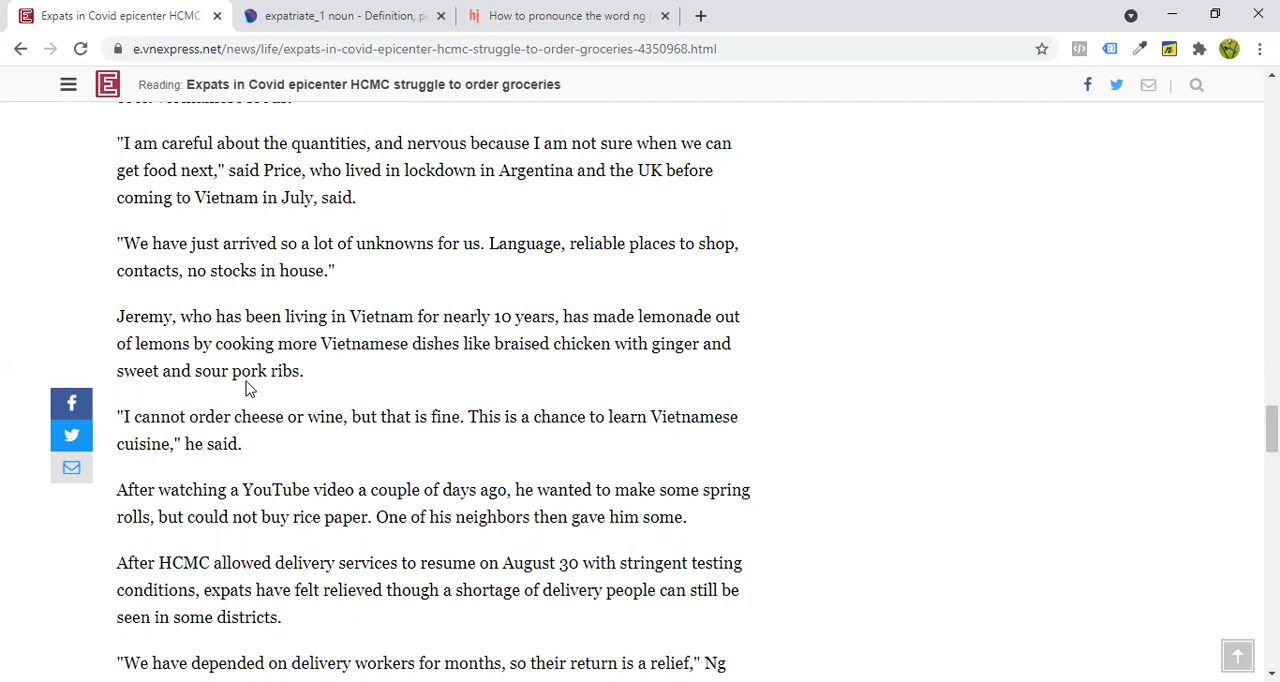 Expats in Covid epicenter HCMC
expatriate_1 noun - Definition, p
How to pronounce the word ng
e.vnexpress.net/news/life/expats-in-covid-epicenter-hcmc-struggle-to-order-groceries-4350968.html
Reading: Expats in Covid epicenter HCMC struggle to order groceries
"I am careful about the quantities, and nervous because I am not sure when we can
get food next," said Price, who lived in lockdown in Argentina and the UK before
coming to Vietnam in July, said.
"We have just arrived so a lot of unknowns for us. Language, reliable places to shop,
contacts, no stocks in house."
Jeremy, who has been living in Vietnam for nearly 10 years, has made lemonade out
of lemons by cooking more Vietnamese dishes like braised chicken with ginger and
sweet and sour pork ribs.
"I cannot order cheese or wine, but that is fine. This is a chance to learn Vietnamese
cuisine," he said.
After watching a YouTube video a couple of days ago, he wanted to make some spring
rolls, but could not buy rice paper. One of his neighbors then gave him some.
After HCMC allowed delivery services to resume on August 30 with stringent testing
conditions, expats have felt relieved though a shortage of delivery people can still be
seen in some districts.
"We have depended on delivery workers for months, so their return is a relief," Ng